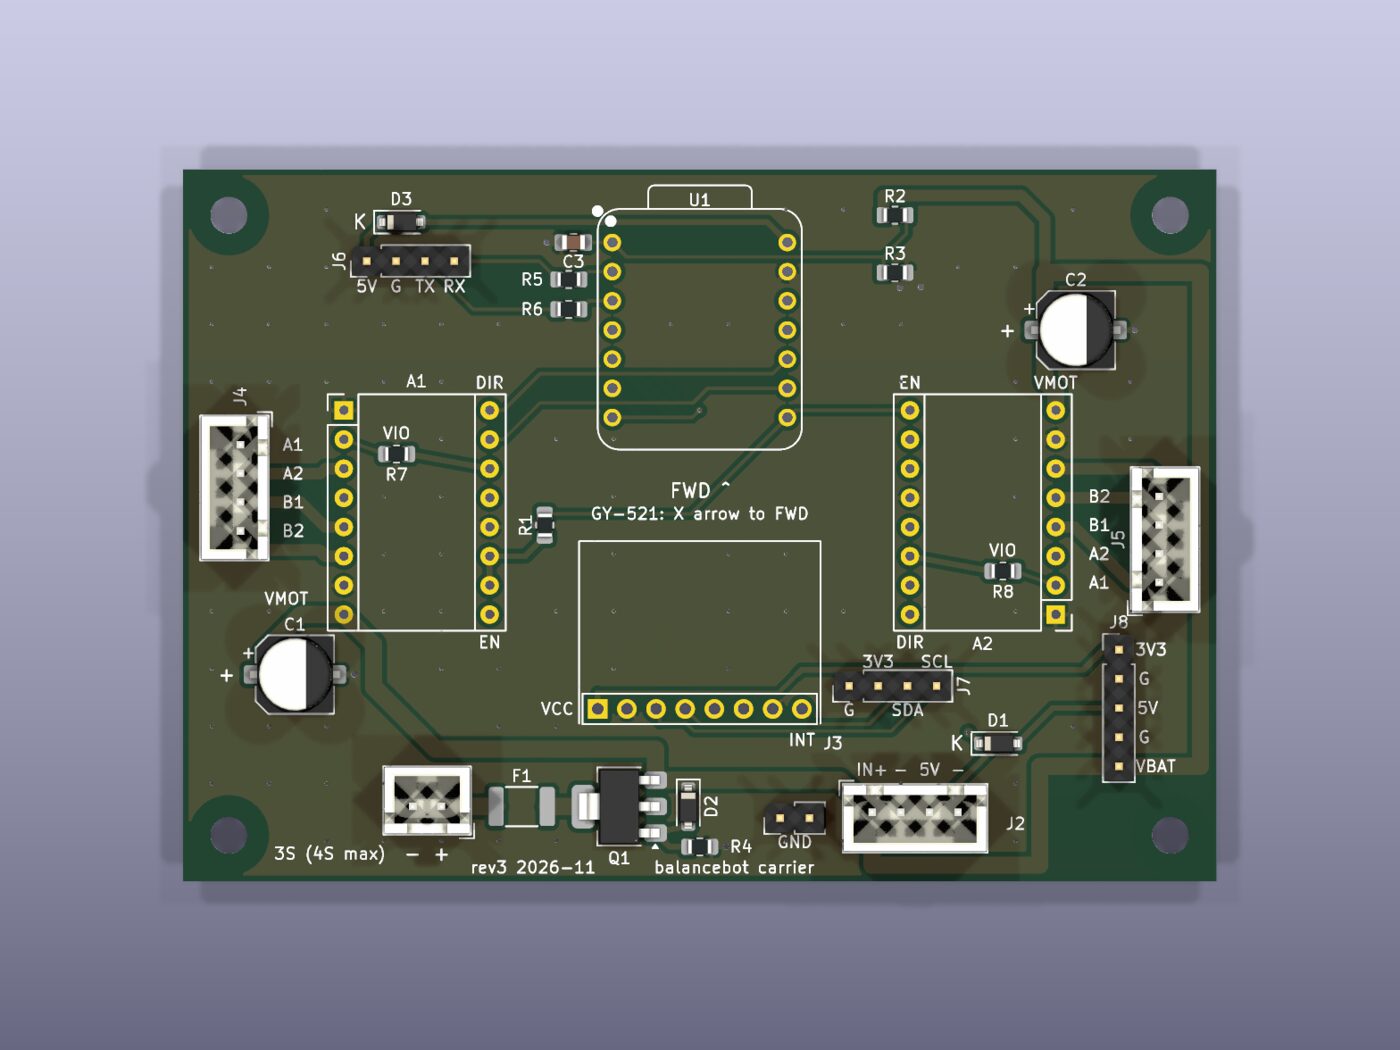 D3
K
J6
5V G TX RX
C3
R5
R6
U1
R2
R3
C2
+
+
J4
A1
A2
B1
B2
A1
DIR
VIO
R7
R1
EN
VMOT
C1
+
+
EN
VMOT
VIO
R8
DIR
A2
B2
B1
A2
A1
J5
FWD ^
GY-521: X arrow to FWD
VCC
INT
J3
3V3 SCL
G SDA
J7
J8
3V3
G
5V
G
VBAT
D1
K
IN+ - 5V -
J2
F1
Q1
D2
R4
GND
3S (4S max) - +
rev3 2026-11
balancebot carrier